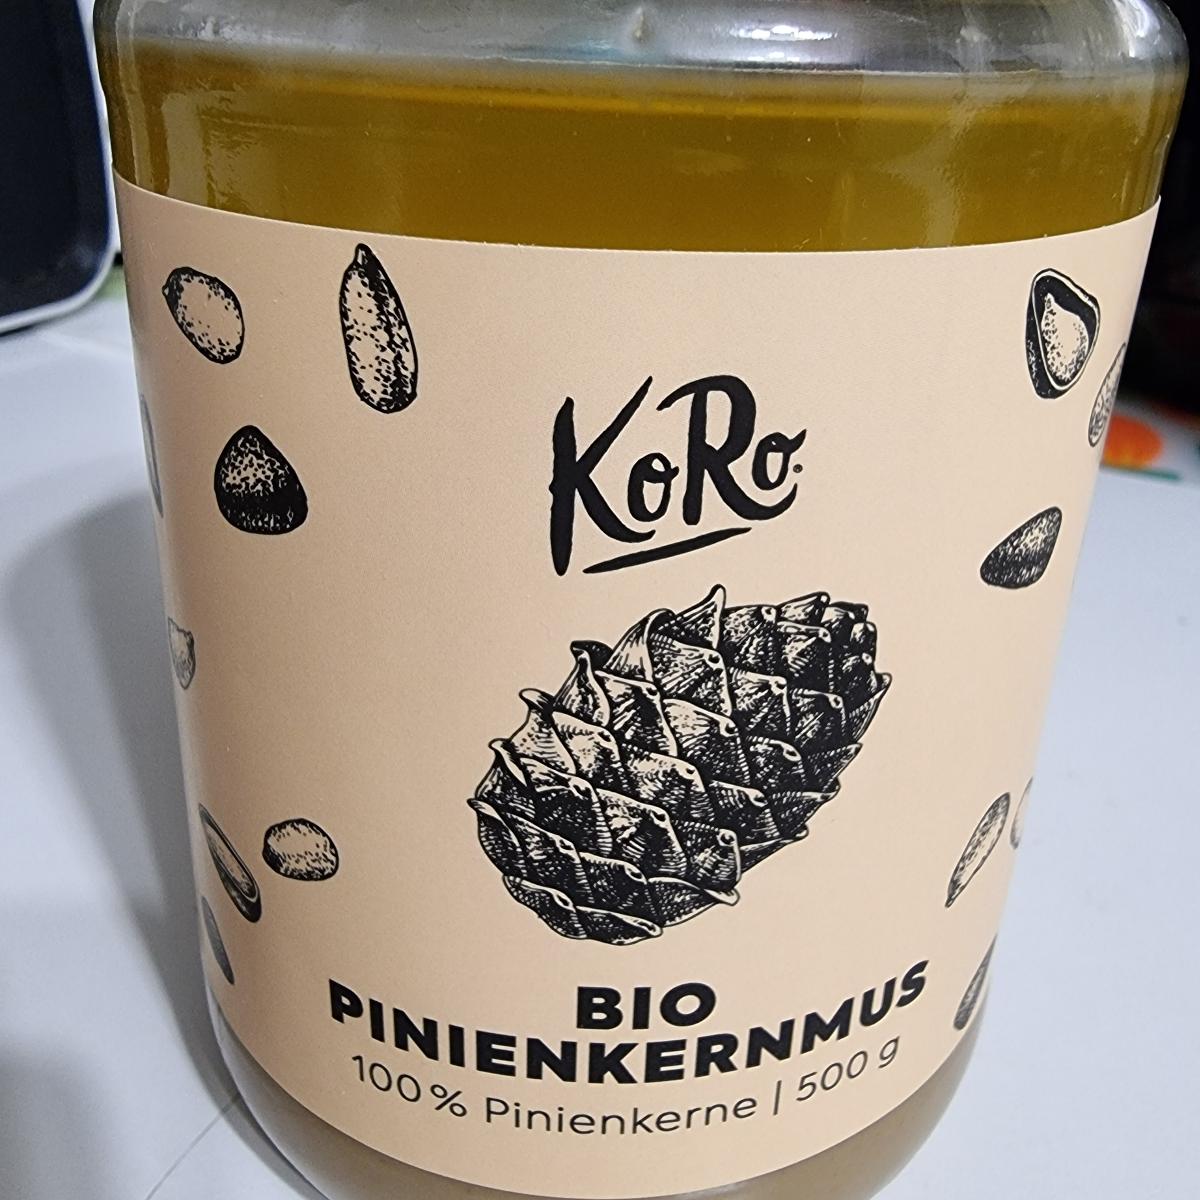 KoRo
BIO
PINIENKERNMUS
100% Pinienkerne | 500 g